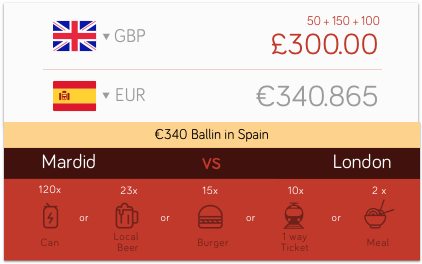 50 + 150 + 100
GBP £300.00
EUR €340.865
€340 Ballin in Spain
Mardid VS London
120x 23x 15x 10x 2 x
or or or or
Can Local Beer Burger 1 way Ticket Meal